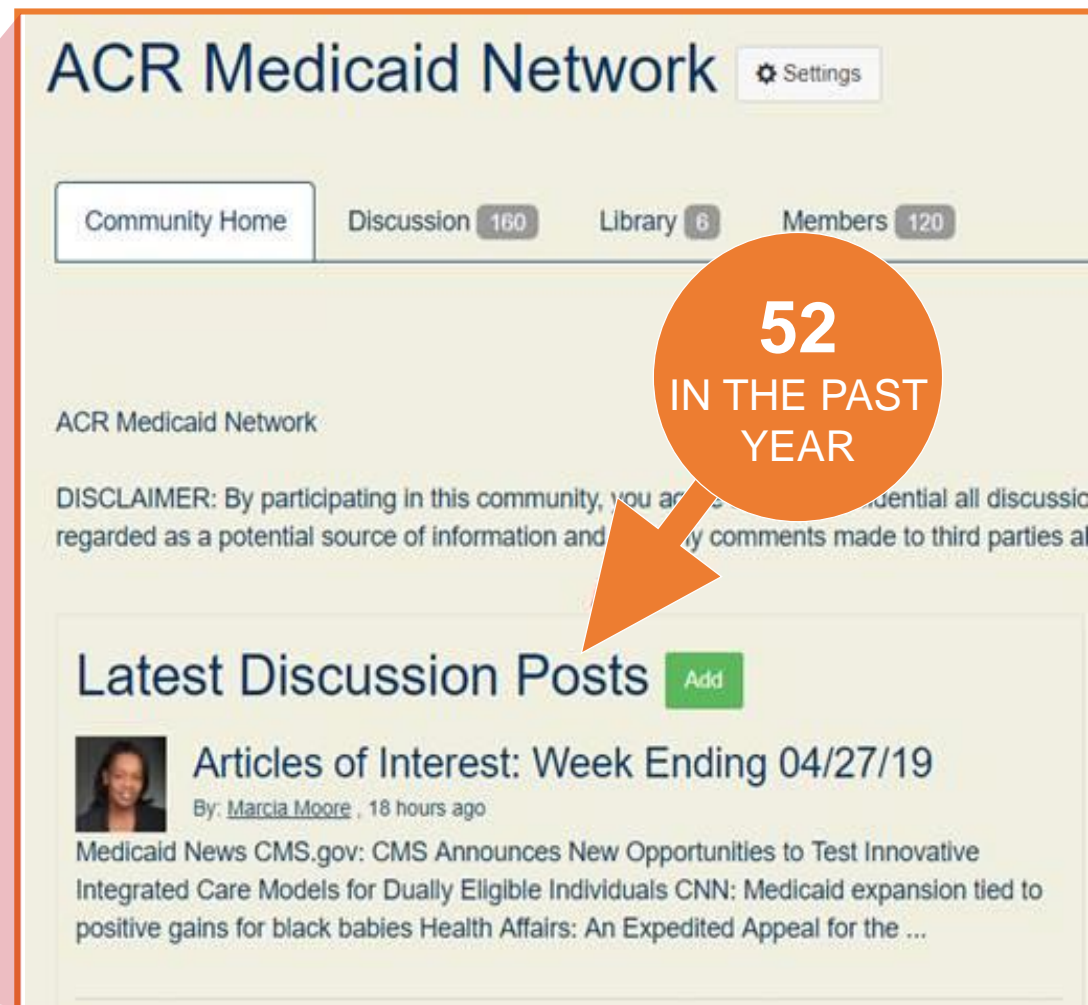 ACR Medicaid Network Settings
Community Home Discussion 160 Library 6 Members 120
52
IN THE PAST
YEAR
ACR Medicaid Network
DISCLAIMER: By participating in this community, you all discussio
regarded as a potential source of information and comments made to third parties al
Latest Discussion Posts Add
Articles of Interest: Week Ending 04/27/19
By: Marcia Moore , 18 hours ago
Medicaid News CMS.gov: CMS Announces New Opportunities to Test Innovative
Integrated Care Models for Dually Eligible Individuals CNN: Medicaid expansion tied to
positive gains for black babies Health Affairs: An Expedited Appeal for the ...